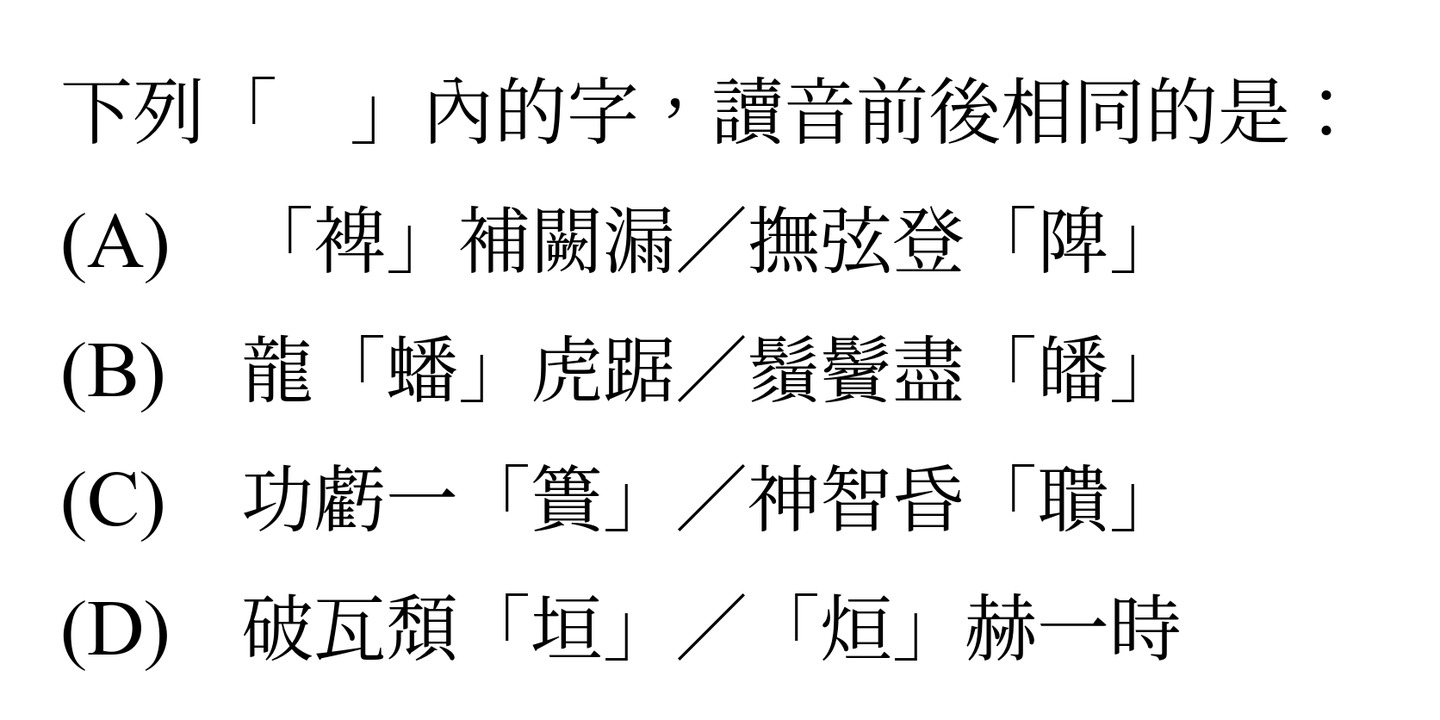 下列「　」內的字，讀音前後相同的是：
(A)　「裨」補闕漏／撫弦登「陴」
(B)　龍「蟠」虎踞／鬚鬢盡「皤」
(C)　功虧一「簣」／神智昏「聵」
(D)　破瓦頹「垣」／「烜」赫一時